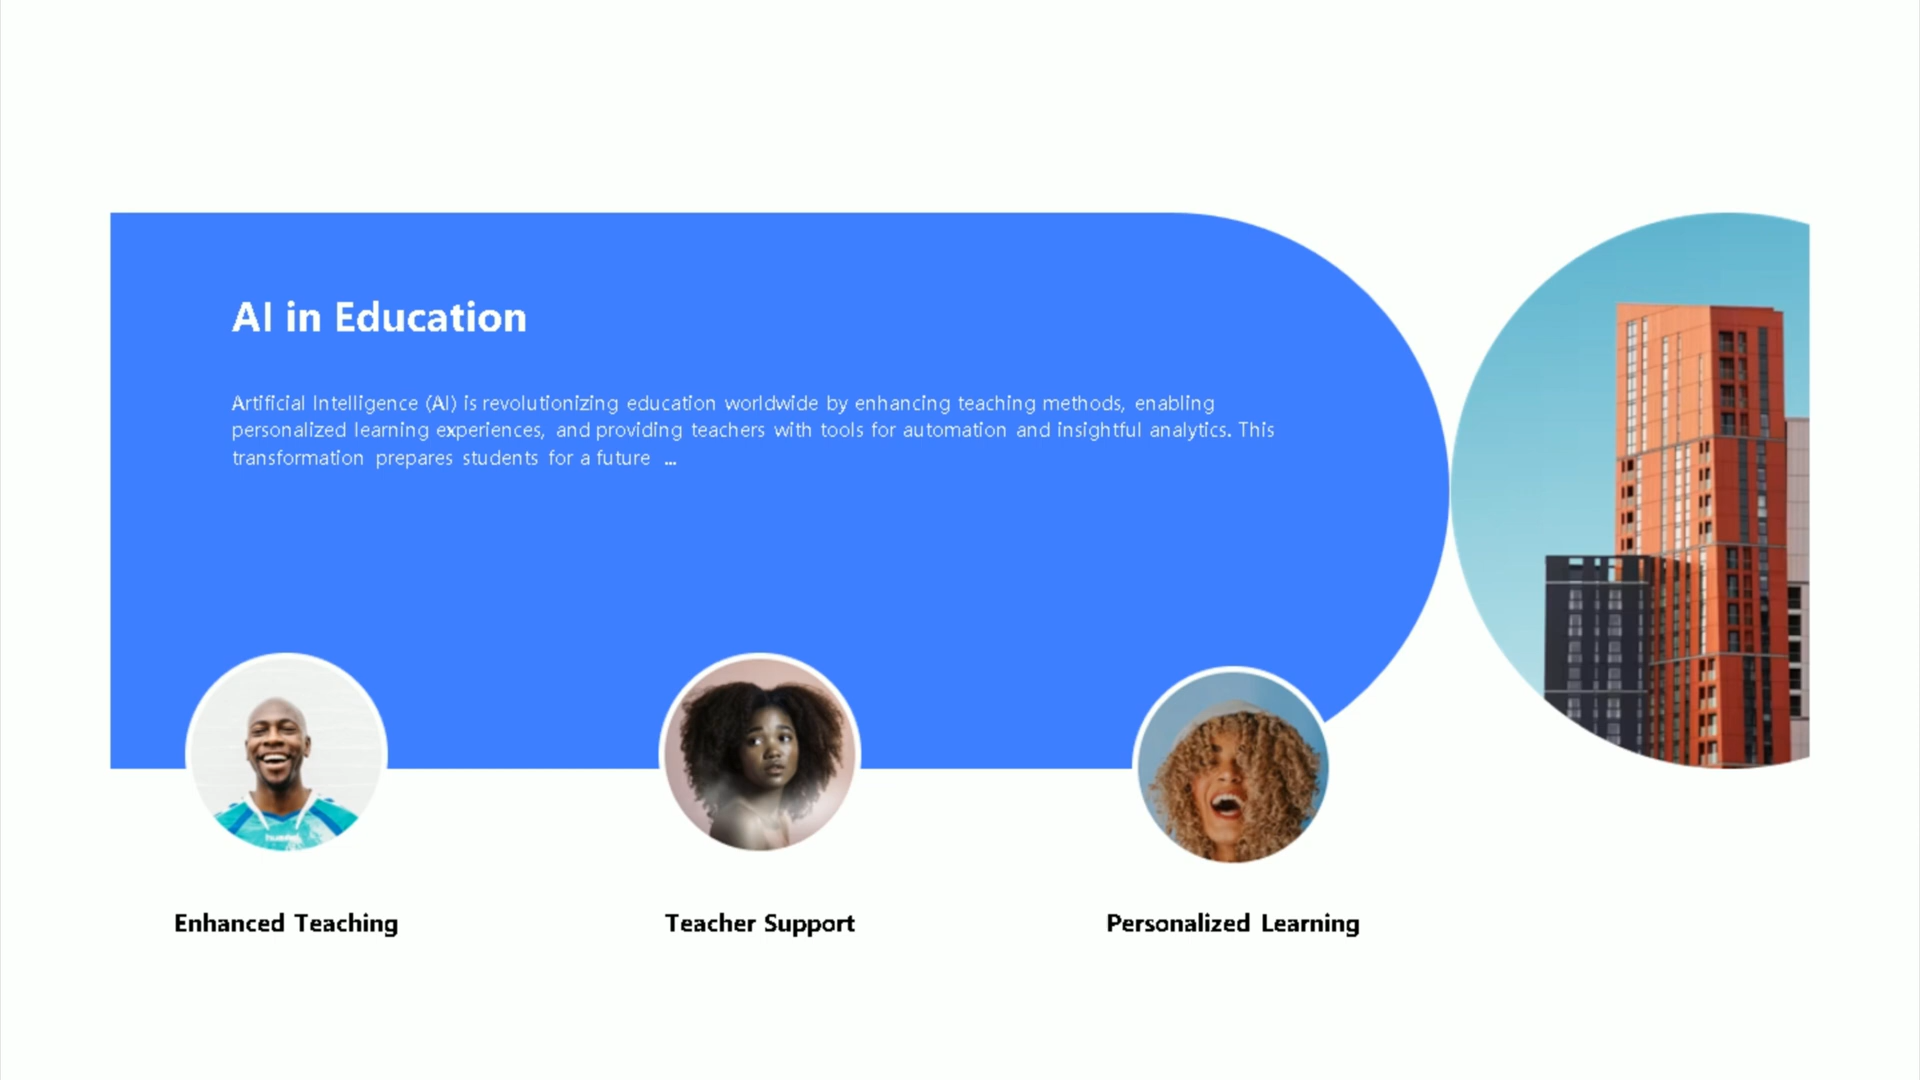 AI in Education
Artificial Intelligence (AI) is revolutionizing education worldwide by enhancing teaching methods, enabling
personalized learning experiences, and providing teachers with tools for automation and insightful analytics. This
transformation prepares students for a future ...
hummel
Enhanced Teaching
Teacher Support
Personalized Learning